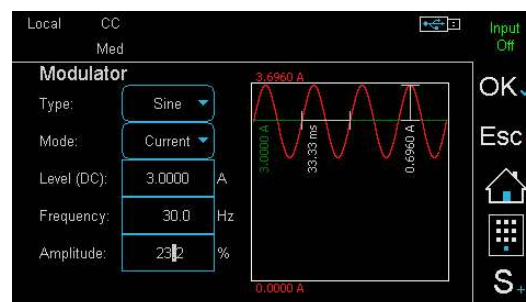 Local CC
Med
Input
Off
Modulator
Type: Sine
Mode: Current
Level (DC): 3.0000 A
Frequency: 30.0 Hz
Amplitude: 23.2 %
3.6960 A
3.0000 A
33.33 ms
0.6960 A
0.0000 A
OK
Esc
S+